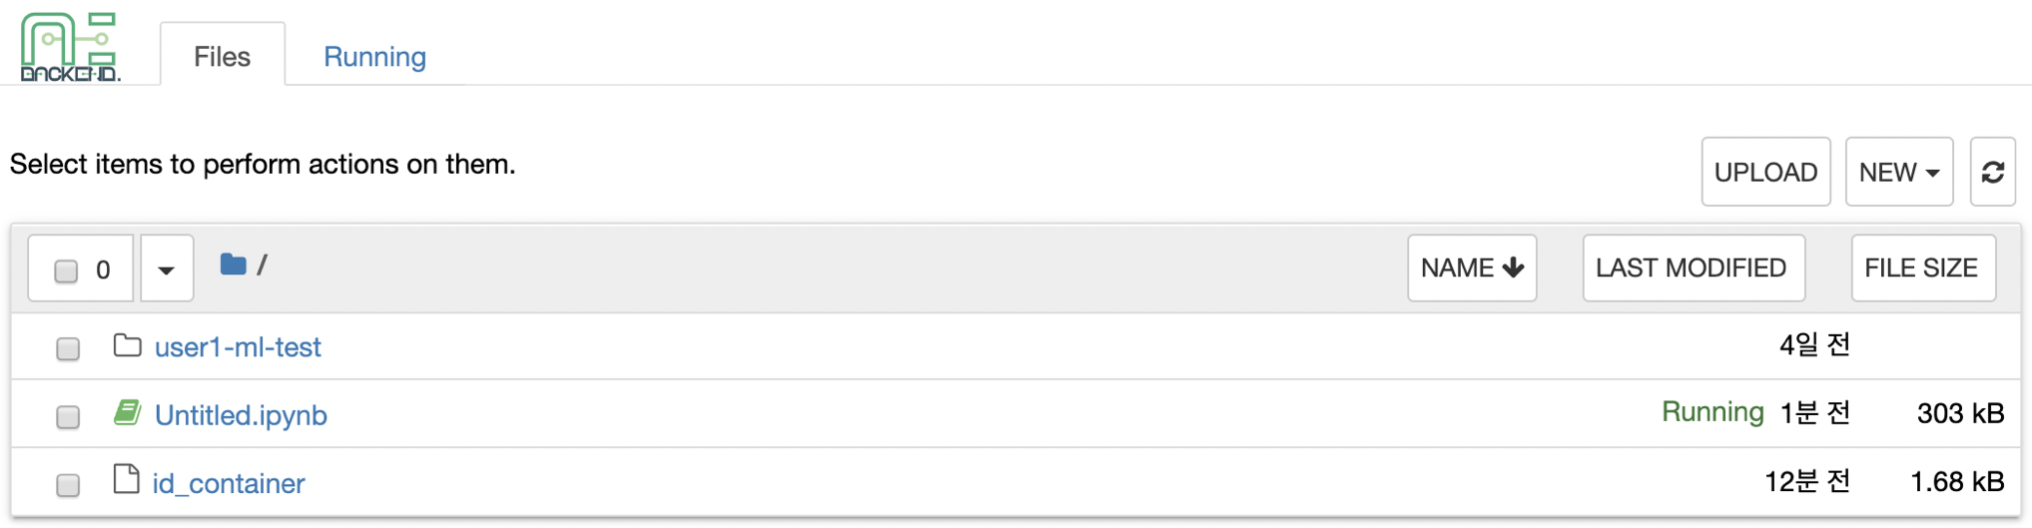 BACKEND.
Files Running
Select items to perform actions on them.
UPLOAD NEW
0 / NAME LAST MODIFIED FILE SIZE
user1-ml-test 4일 전
Untitled.ipynb Running 1분 전 303 kB
id_container 12분 전 1.68 kB